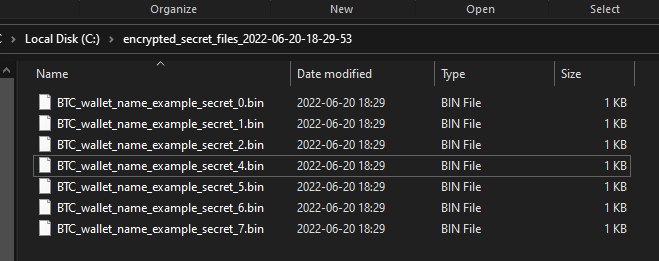 Organize New Open Select
Local Disk (C:) › encrypted_secret_files_2022-06-20-18-29-53
Name Date modified Type Size
BTC_wallet_name_example_secret_0.bin 2022-06-20 18:29 BIN File 1 KB
BTC_wallet_name_example_secret_1.bin 2022-06-20 18:29 BIN File 1 KB
BTC_wallet_name_example_secret_2.bin 2022-06-20 18:29 BIN File 1 KB
BTC_wallet_name_example_secret_4.bin 2022-06-20 18:29 BIN File 1 KB
BTC_wallet_name_example_secret_5.bin 2022-06-20 18:29 BIN File 1 KB
BTC_wallet_name_example_secret_6.bin 2022-06-20 18:29 BIN File 1 KB
BTC_wallet_name_example_secret_7.bin 2022-06-20 18:29 BIN File 1 KB